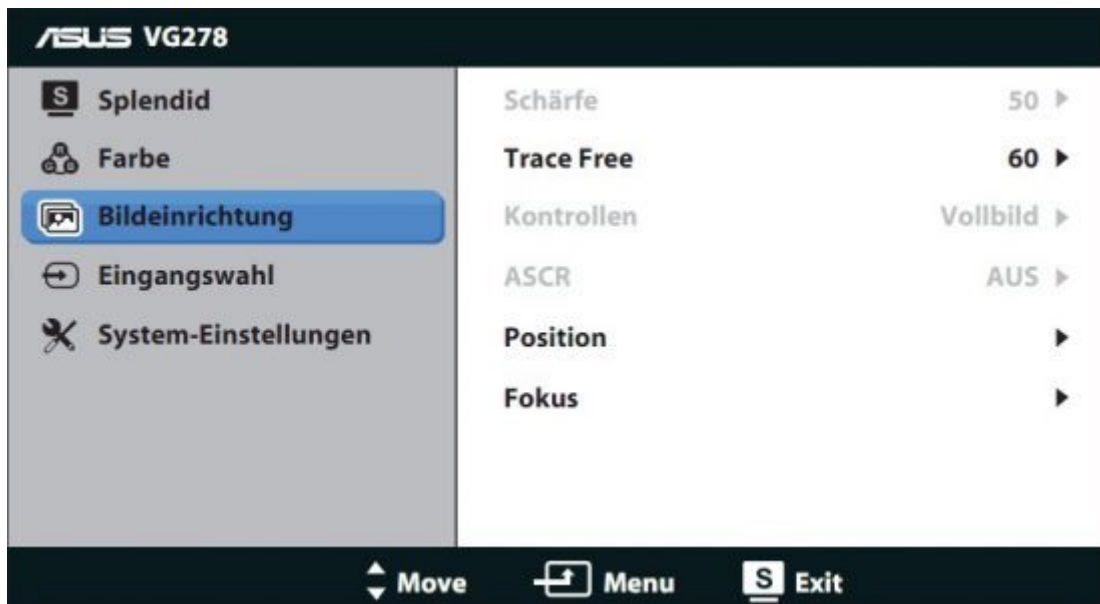 ASUS VG278
Splendid
Farbe
Bildeinrichtung
Eingangswahl
System-Einstellungen
Schärfe 50
Trace Free 60
Kontrollen Vollbild
ASCR AUS
Position
Fokus
Move Menu S Exit